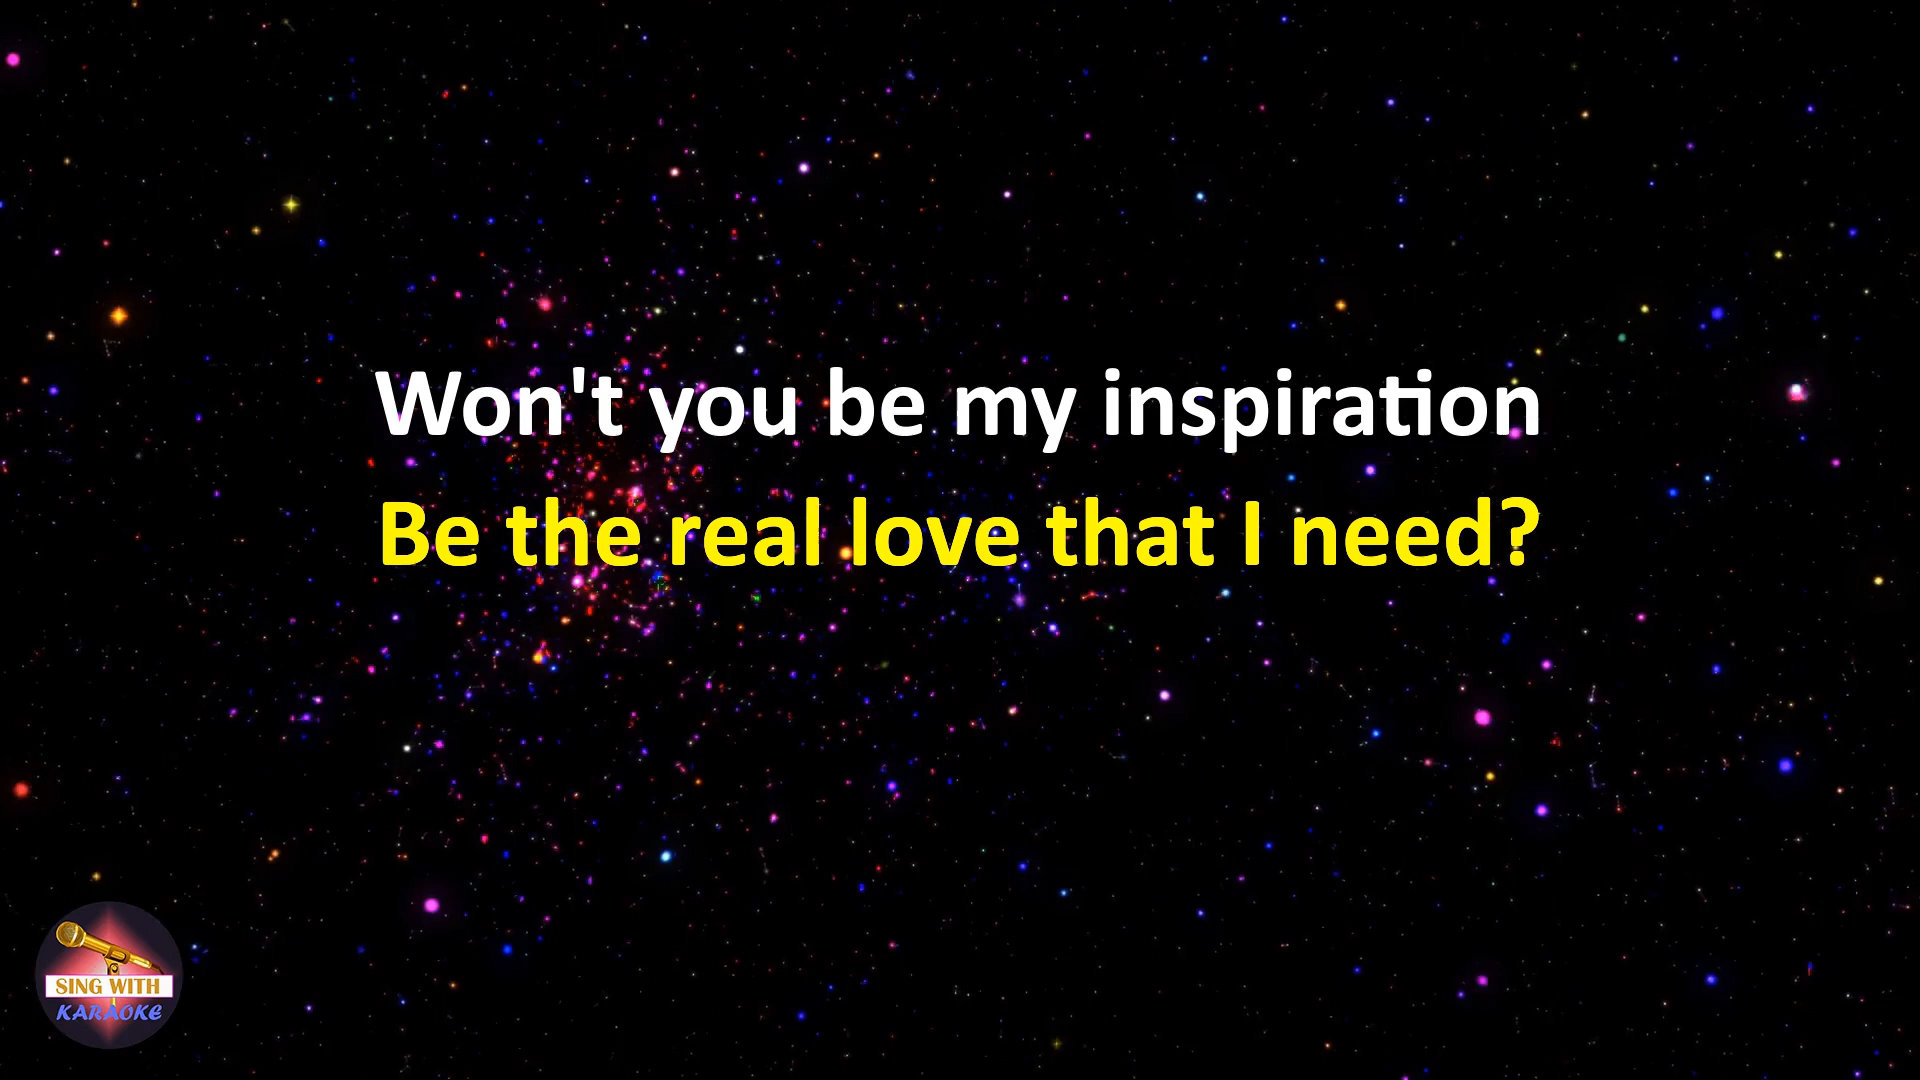 Won't you be my inspiration
Be the real love that I need?
SING WITH
KARAOKE